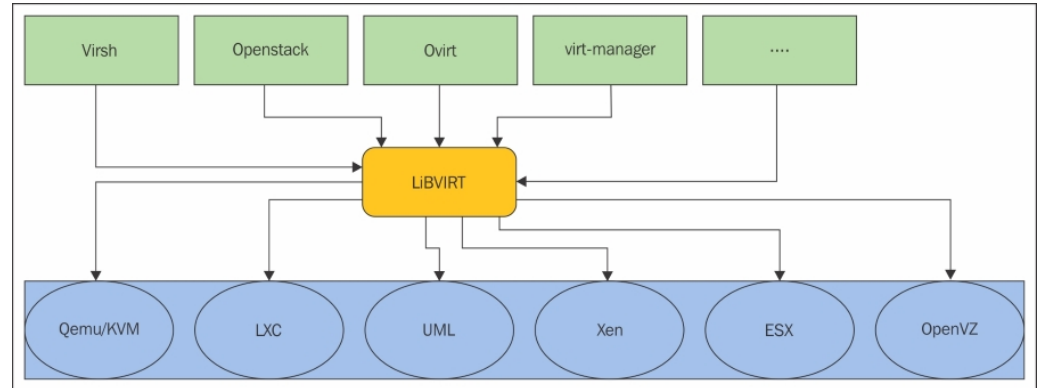 Virsh
Openstack
Ovirt
virt-manager
....
LiBVIRT
Qemu/KVM
LXC
UML
Xen
ESX
OpenVZ